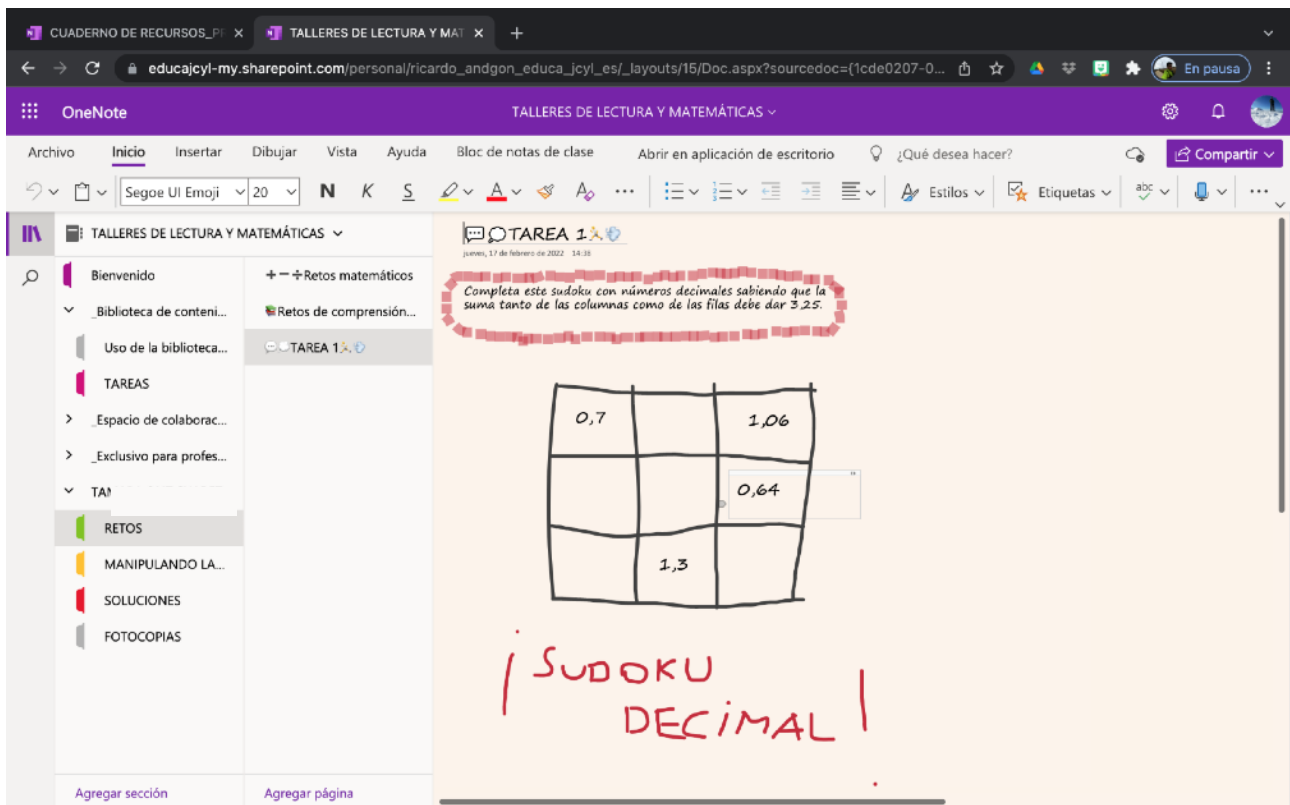 CUADERNO DE RECURSOS_PF
TALLERES DE LECTURA Y MAT
educajcyl-my.sharepoint.com/personal/ricardo_andgon_educa_jcyl_es/_layouts/15/Doc.aspx?sourcedoc={1cde0207-0...
En pausa
OneNote
TALLERES DE LECTURA Y MATEMÁTICAS
Archivo Inicio Insertar Dibujar Vista Ayuda Bloc de notas de clase Abrir en aplicación de escritorio ¿Qué desea hacer? Compartir
Segoe UI Emoji 20 N K S A A ... A Estilos Etiquetas abc ...
TALLERES DE LECTURA Y MATEMÁTICAS
Bienvenido
_Biblioteca de conteni...
Uso de la biblioteca...
TAREAS
_Espacio de colaborac...
_Exclusivo para profes...
RETOS
MANIPULANDO LA...
SOLUCIONES
FOTOCOPIAS
Agregar sección
+−÷Retos matemáticos
📚Retos de comprensión...
💬💭TAREA 1🏃💨
Agregar página
💬💭TAREA 1🏃💨
jueves, 17 de febrero de 2022 14:38
Completa este sudoku con números decimales sabiendo que la
suma tanto de las columnas como de las filas debe dar 3,25.
0,7 1,06
0,64
1,3
¡SUDOKU
DECIMAL!